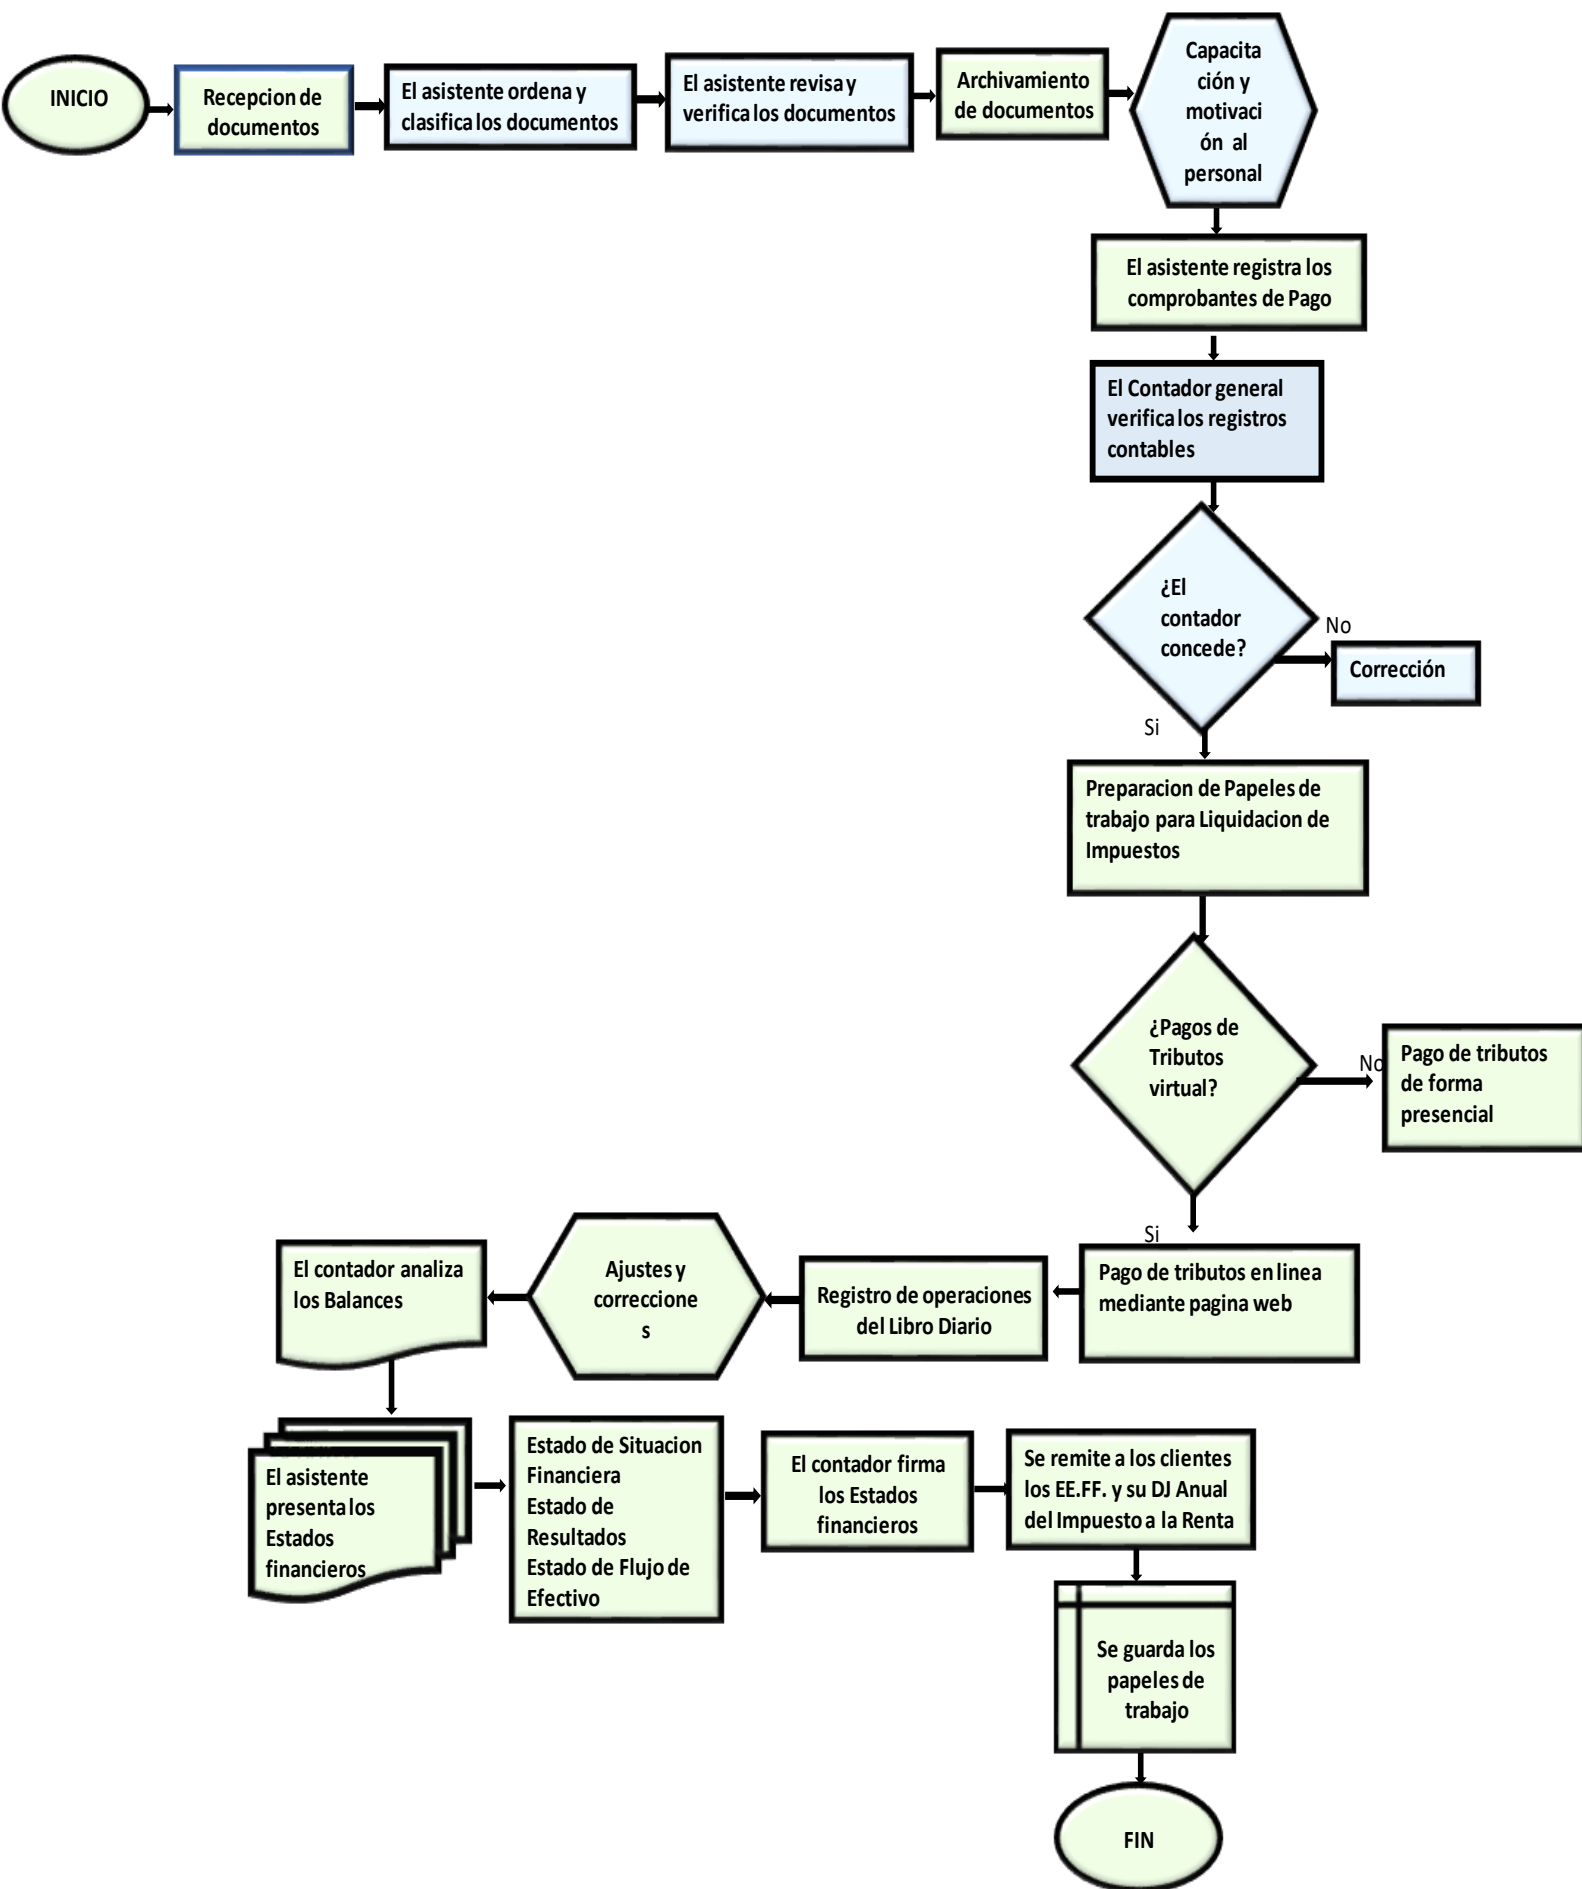 INICIO
Recepcion de
documentos
El asistente ordena y
clasifica los documentos
El asistente revisa y
verifica los documentos
Archivamiento
de documentos
Capacita
ción y
motivaci
ón al
personal
El asistente registra los
comprobantes de Pago
El Contador general
verifica los registros
contables
¿El
contador
concede?
No
Corrección
Si
Preparacion de Papeles de
trabajo para Liquidacion de
Impuestos
¿Pagos de
Tributos
virtual?
No
Pago de tributos
de forma
presencial
Si
Pago de tributos en linea
mediante pagina web
Registro de operaciones
del Libro Diario
Ajustes y
correccione
s
El contador analiza
los Balances
El asistente
presenta los
Estados
financieros
Estado de Situacion
Financiera
Estado de
Resultados
Estado de Flujo de
Efectivo
El contador firma
los Estados
financieros
Se remite a los clientes
los EE.FF. y su DJ Anual
del Impuesto a la Renta
Se guarda los
papeles de
trabajo
FIN